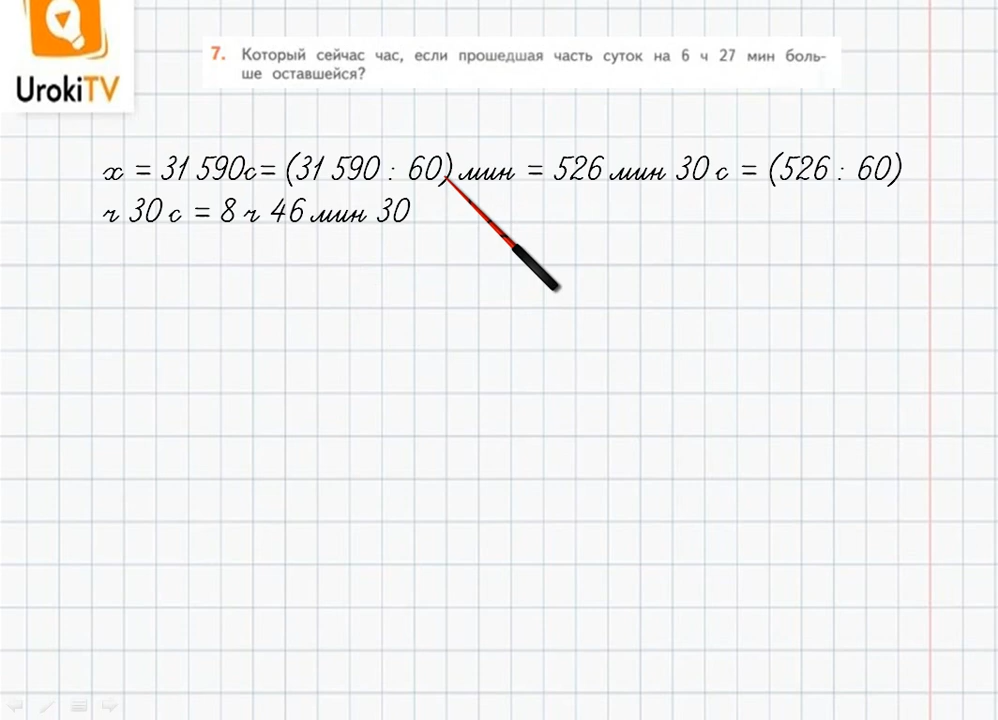 UrokiTV
7. Который сейчас час, если прошедшая часть суток на 6 ч 27 мин боль-
ше оставшейся?
х = 31 590с= (31 590 : 60) мин = 526 мин 30 с = (526 : 60)
ч 30 с = 8 ч 46 мин 30